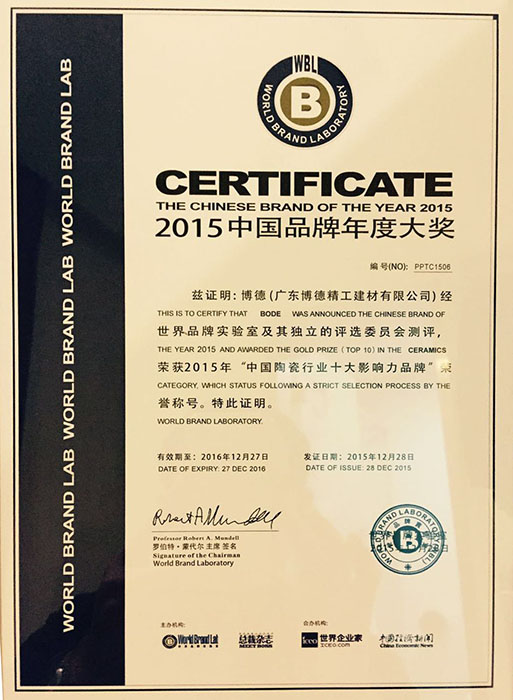 WORLD BRAND LAB WORLD BRAND LAB WORLD BRAND LAB WORLD BRAND LAB
WBL
B
WORLD BRAND LABORATORY
CERTIFICATE
THE CHINESE BRAND OF THE YEAR 2015
2015中国品牌年度大奖
编号(NO): PPTC1506
兹证明: 博德 (广东博德精工建材有限公司) 经
THIS IS TO CERTIFY THAT BODE WAS ANNOUNCED THE CHINESE BRAND OF
世界品牌实验室及其独立的评选委员会测评,
THE YEAR 2015 AND AWARDED THE GOLD PRIZE (TOP 10) IN THE CERAMICS
荣获2015年“中国陶瓷行业十大影响力品牌”荣
CATEGORY, WHICH STATUS FOLLOWING A STRICT SELECTION PROCESS BY THE
誉称号。特此证明。
WORLD BRAND LABORATORY.
有效期至: 2016年12月27日 发证日期: 2015年12月28日
DATE OF EXPIRY: 27 DEC 2016 DATE OF ISSUE: 28 DEC 2015
Robert A Mundell
Professor Robert A. Mundell
罗伯特·蒙代尔 主席 签名
Signature of the Chairman
World Brand Laboratory
WORLD BRAND LABORATORY (WBL)
B
主办机构: 合办机构:
World Brand Lab 总裁杂志 iceo 世界企业家 中国经济新闻
MEET BOSS ICEO.COM China Economic News